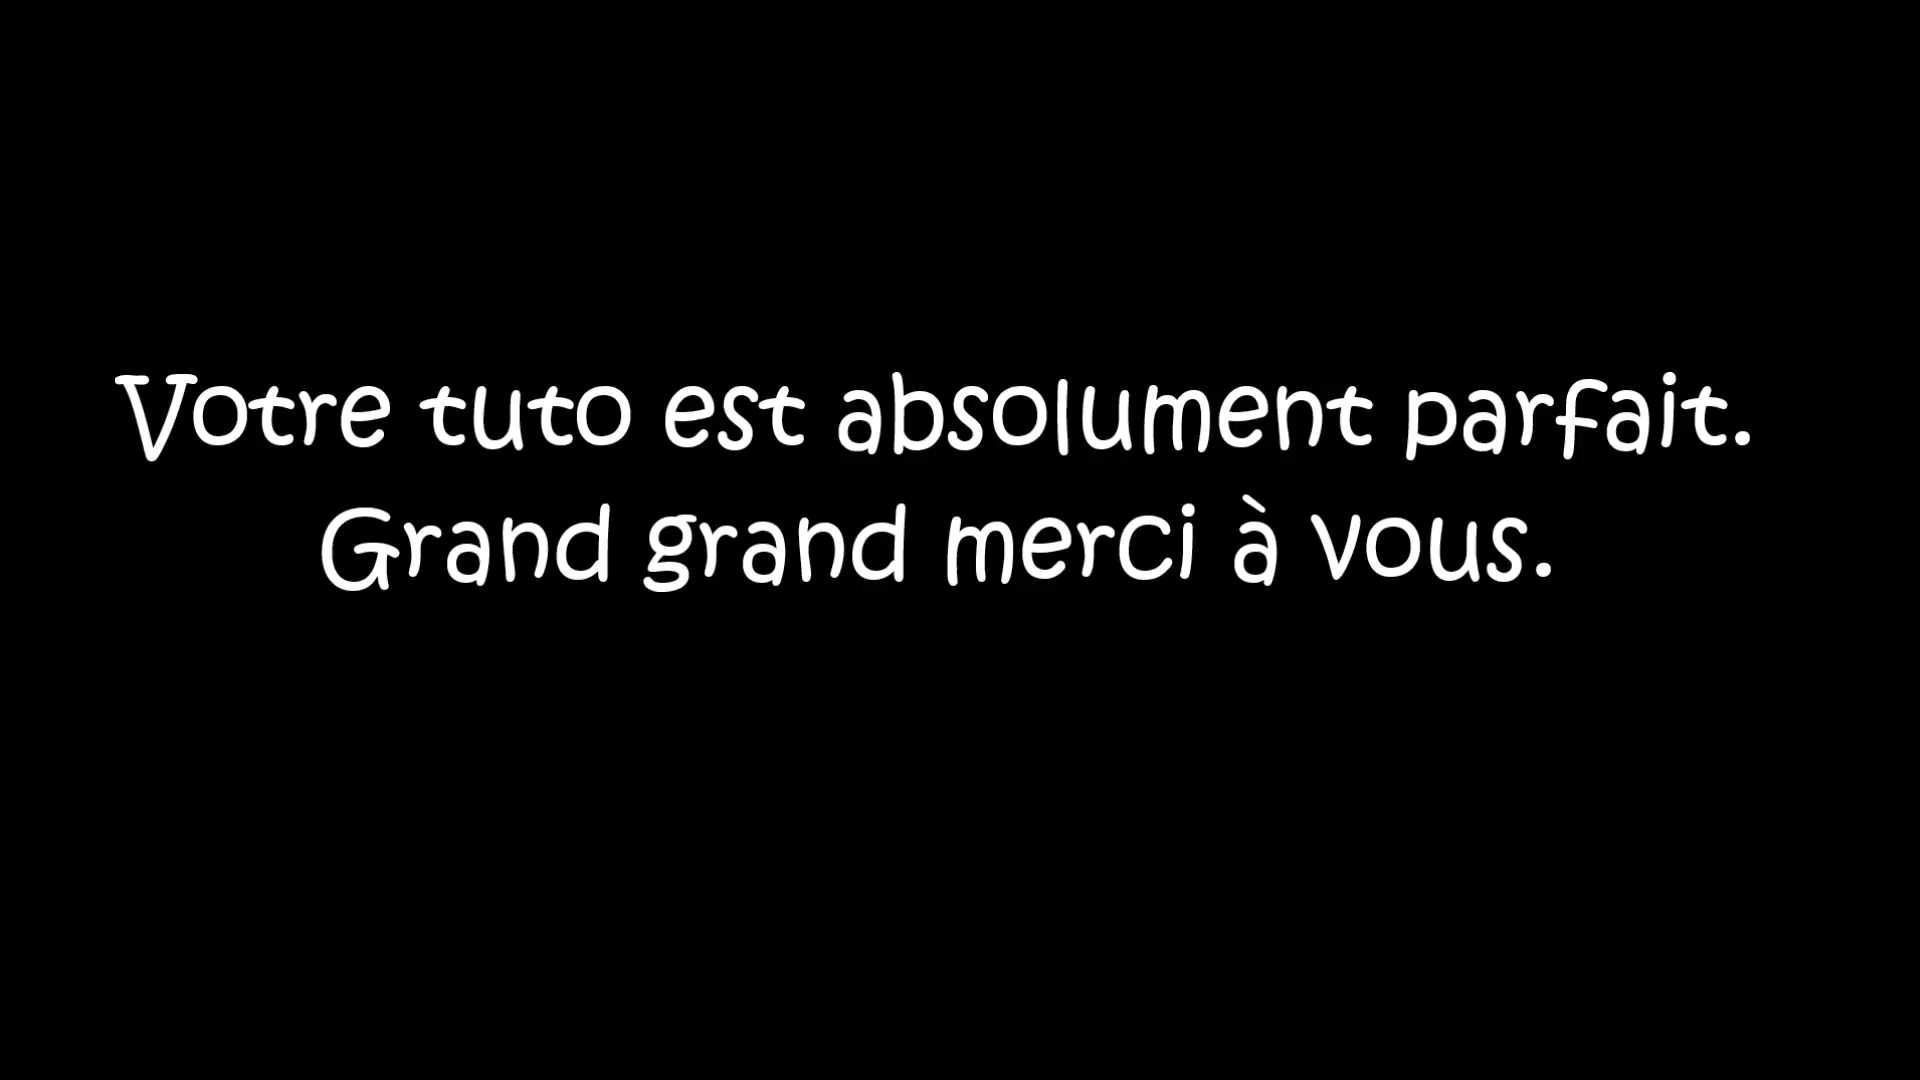 Votre tuto est absolument parfait.
Grand grand merci à vous.